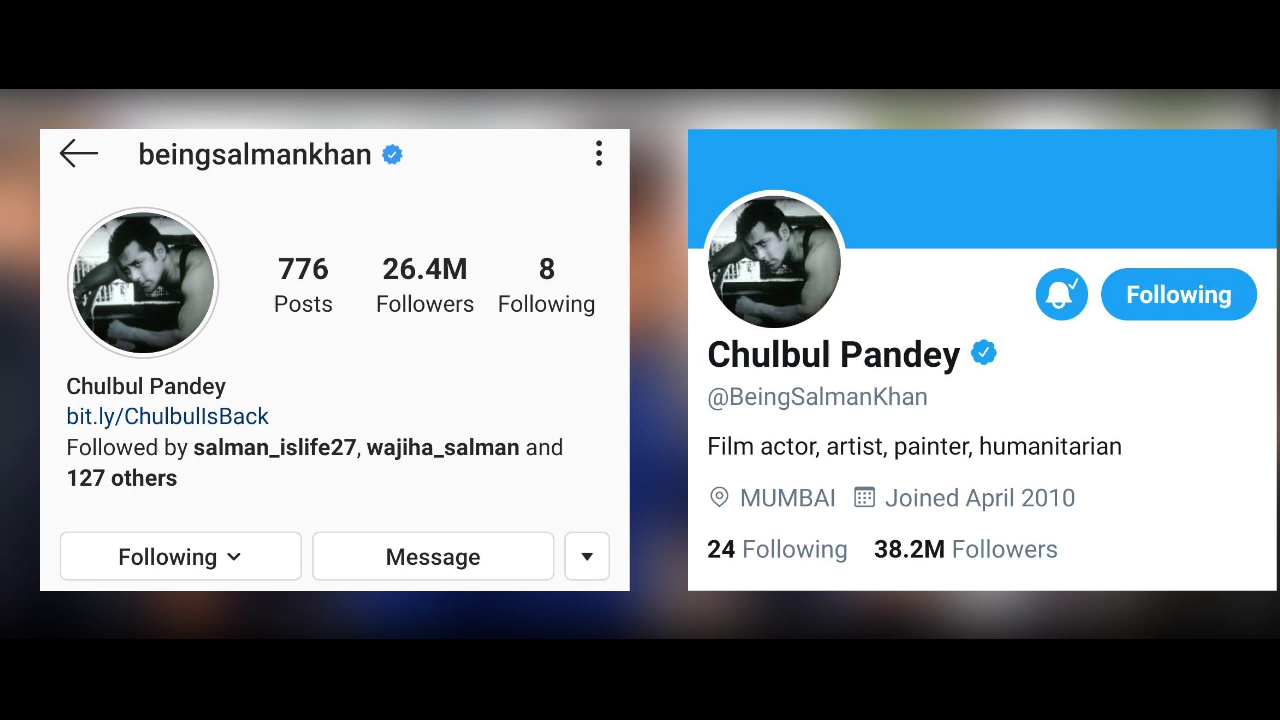 beingsalmankhan
776 26.4M 8
Posts Followers Following
Chulbul Pandey
bit.ly/ChulbulIsBack
Followed by salman_islife27, wajiha_salman and
127 others
Following Message
Following
Chulbul Pandey
@BeingSalmanKhan
Film actor, artist, painter, humanitarian
MUMBAI Joined April 2010
24 Following 38.2M Followers